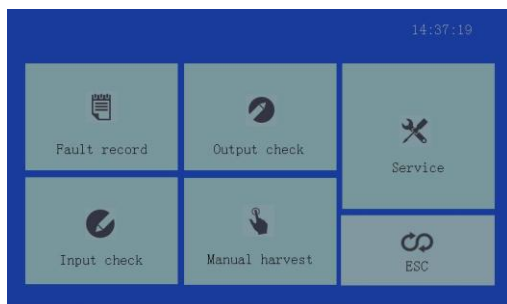 14:37:19
Fault record
Output check
Service
Input check
Manual harvest
ESC